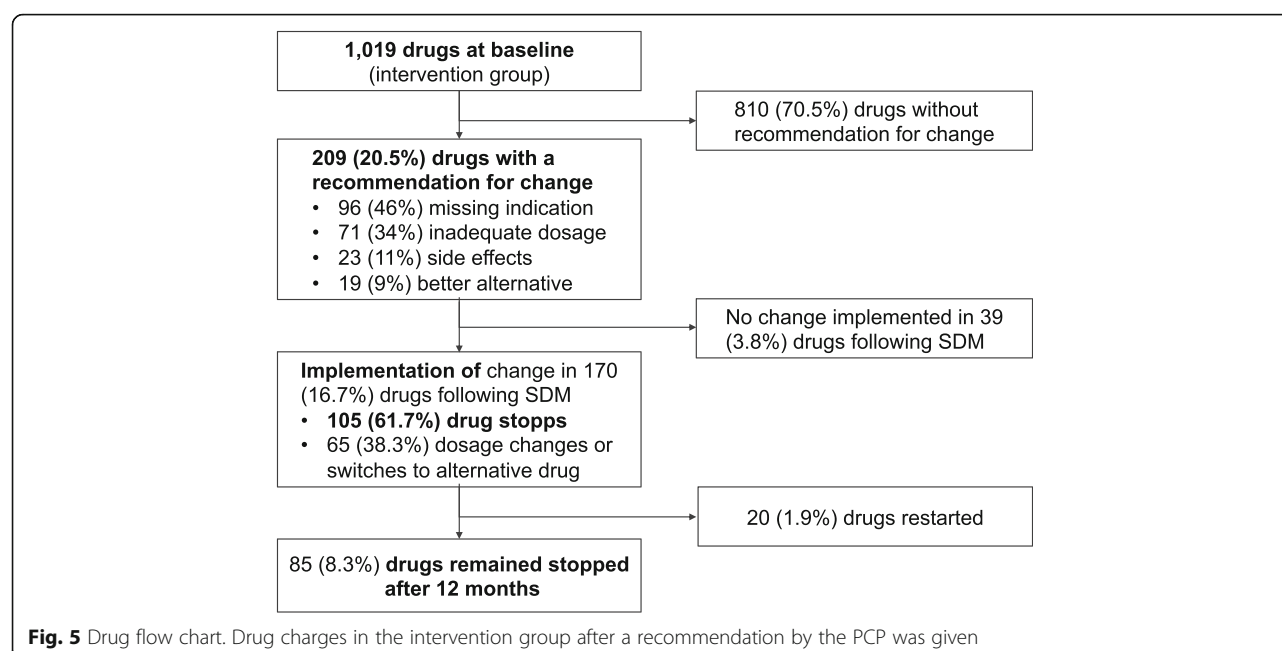 1,019 drugs at baseline
(intervention group)
810 (70.5%) drugs without
recommendation for change
209 (20.5%) drugs with a
recommendation for change
• 96 (46%) missing indication
• 71 (34%) inadequate dosage
• 23 (11%) side effects
• 19 (9%) better alternative
No change implemented in 39
(3.8%) drugs following SDM
Implementation of change in 170
(16.7%) drugs following SDM
• 105 (61.7%) drug stopps
• 65 (38.3%) dosage changes or
switches to alternative drug
20 (1.9%) drugs restarted
85 (8.3%) drugs remained stopped
after 12 months
Fig. 5 Drug flow chart. Drug charges in the intervention group after a recommendation by the PCP was given